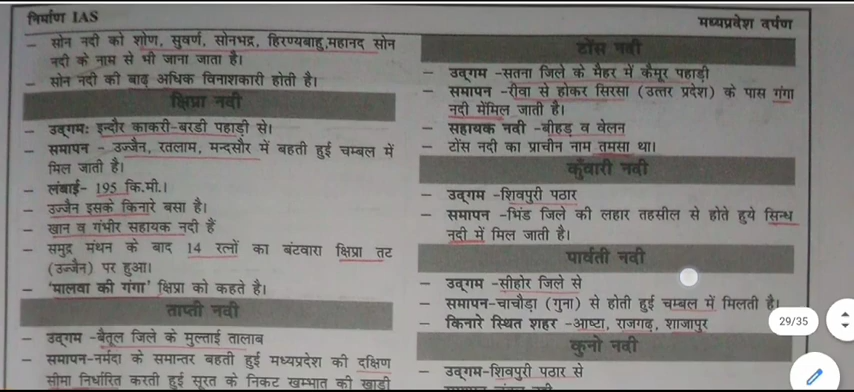 निर्माण IAS
मध्यप्रदेश दर्पण
– सोन नदी को शोण, सुवर्ण, सोनभद्र, हिरण्यबाहु,महानद सोन
नदी के नाम से भी जाना जाता है।
– सोन नदी की बाढ़ अधिक विनाशकारी होती है।
क्षिप्रा नदी
– उद्गमः इन्दौर काकरी-बरडी पहाड़ी से।
– समापन - उज्जैन, रतलाम, मन्दसौर में बहती हुई चम्बल में
मिल जाती है।
– लंबाई- 195 कि.मी.।
– उज्जैन इसके किनारे बसा है।
– खान व गंभीर सहायक नदी हैं
– समुद्र मंथन के बाद 14 रत्नों का बंटवारा क्षिप्रा तट
(उज्जैन) पर हुआ।
– 'मालवा की गंगा' क्षिप्रा को कहते है।
ताप्ती नदी
– उद्गम -बैतूल जिले के मुल्ताई तालाब
– समापन-नर्मदा के समान्तर बहती हुई मध्यप्रदेश की दक्षिण
सीमा निर्धारित करती हुई सूरत के निकट खम्भात की खाड़ी
टोंस नदी
– उद्गम -सतना जिले के मैहर में कैमूर पहाड़ी
– समापन -रीवा से होकर सिरसा (उत्तर प्रदेश) के पास गंगा
नदी मेंमिल जाती है।
– सहायक नदी -बीहड़ व वेलन
– टोंस नदी का प्राचीन नाम तमसा था।
कुँवारी नदी
– उद्गम -शिवपुरी पठार
– समापन -भिंड जिले की लहार तहसील से होते हुये सिन्ध
नदी में मिल जाती है।
पार्वती नदी
– उद्गम -सीहोर जिले से
– समापन-चाचौड़ा (गुना) से होती हुई चम्बल में मिलती है।
– किनारे स्थित शहर -आष्टा, राजगढ़, शाजापुर
29/35
कुनो नदी
– उद्गम-शिवपुरी पठार से